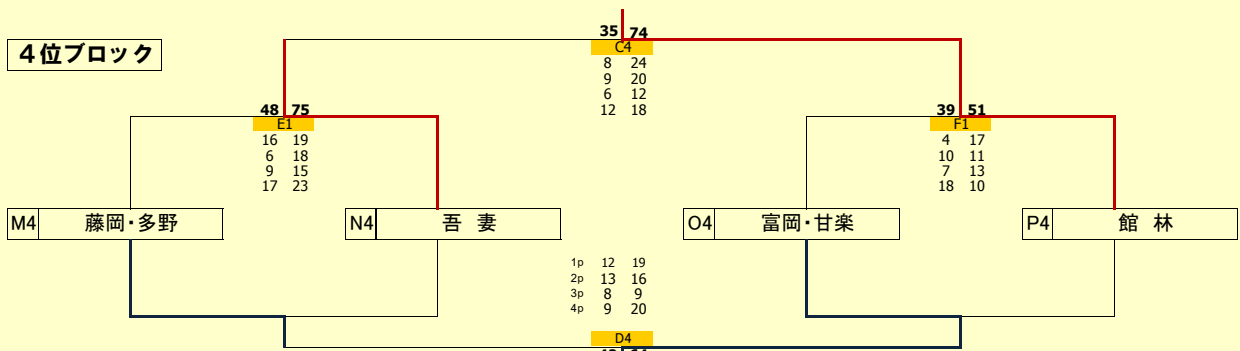 35 74
4位ブロック
C4
8 24
9 20
6 12
12 18
48 75
E1
16 19
6 18
9 15
17 23
39 51
F1
4 17
10 11
7 13
18 10
M4 藤岡・多野
N4 吾 妻
O4 富岡・甘楽
P4 館 林
1p 12 19
2p 13 16
3p 8 9
4p 9 20
D4